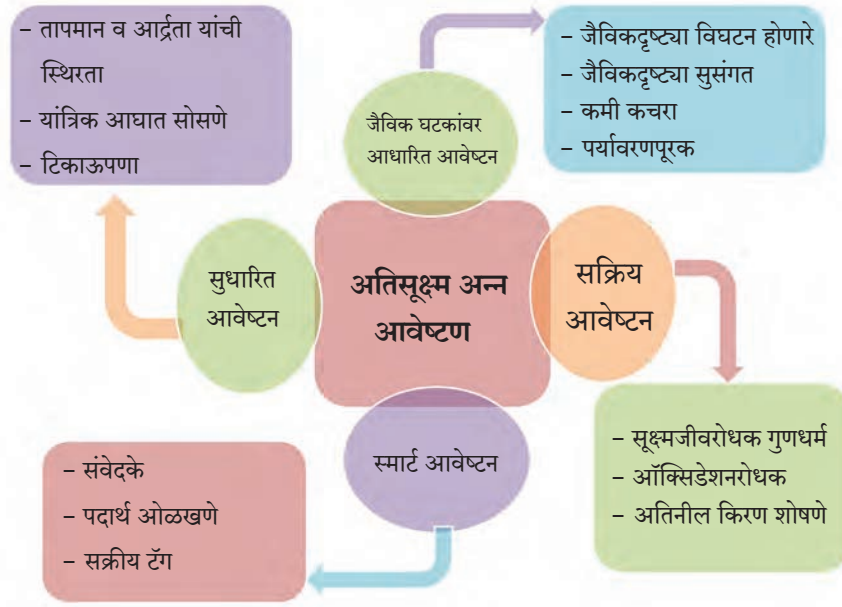 – तापमान व आर्द्रता यांची
स्थिरता
– यांत्रिक आघात सोसणे
– टिकाऊपणा
जैविक घटकांवर
आधारित आवेष्टन
– जैविकदृष्ट्या विघटन होणारे
– जैविकदृष्ट्या सुसंगत
– कमी कचरा
– पर्यावरणपूरक
सुधारित
आवेष्टन
अतिसूक्ष्म अन्न
आवेष्टण
सक्रिय
आवेष्टन
स्मार्ट आवेष्टन
– संवेदके
– पदार्थ ओळखणे
– सक्रीय टॅग
– सूक्ष्मजीवरोधक गुणधर्म
– ऑक्सिडेशनरोधक
– अतिनील किरण शोषणे